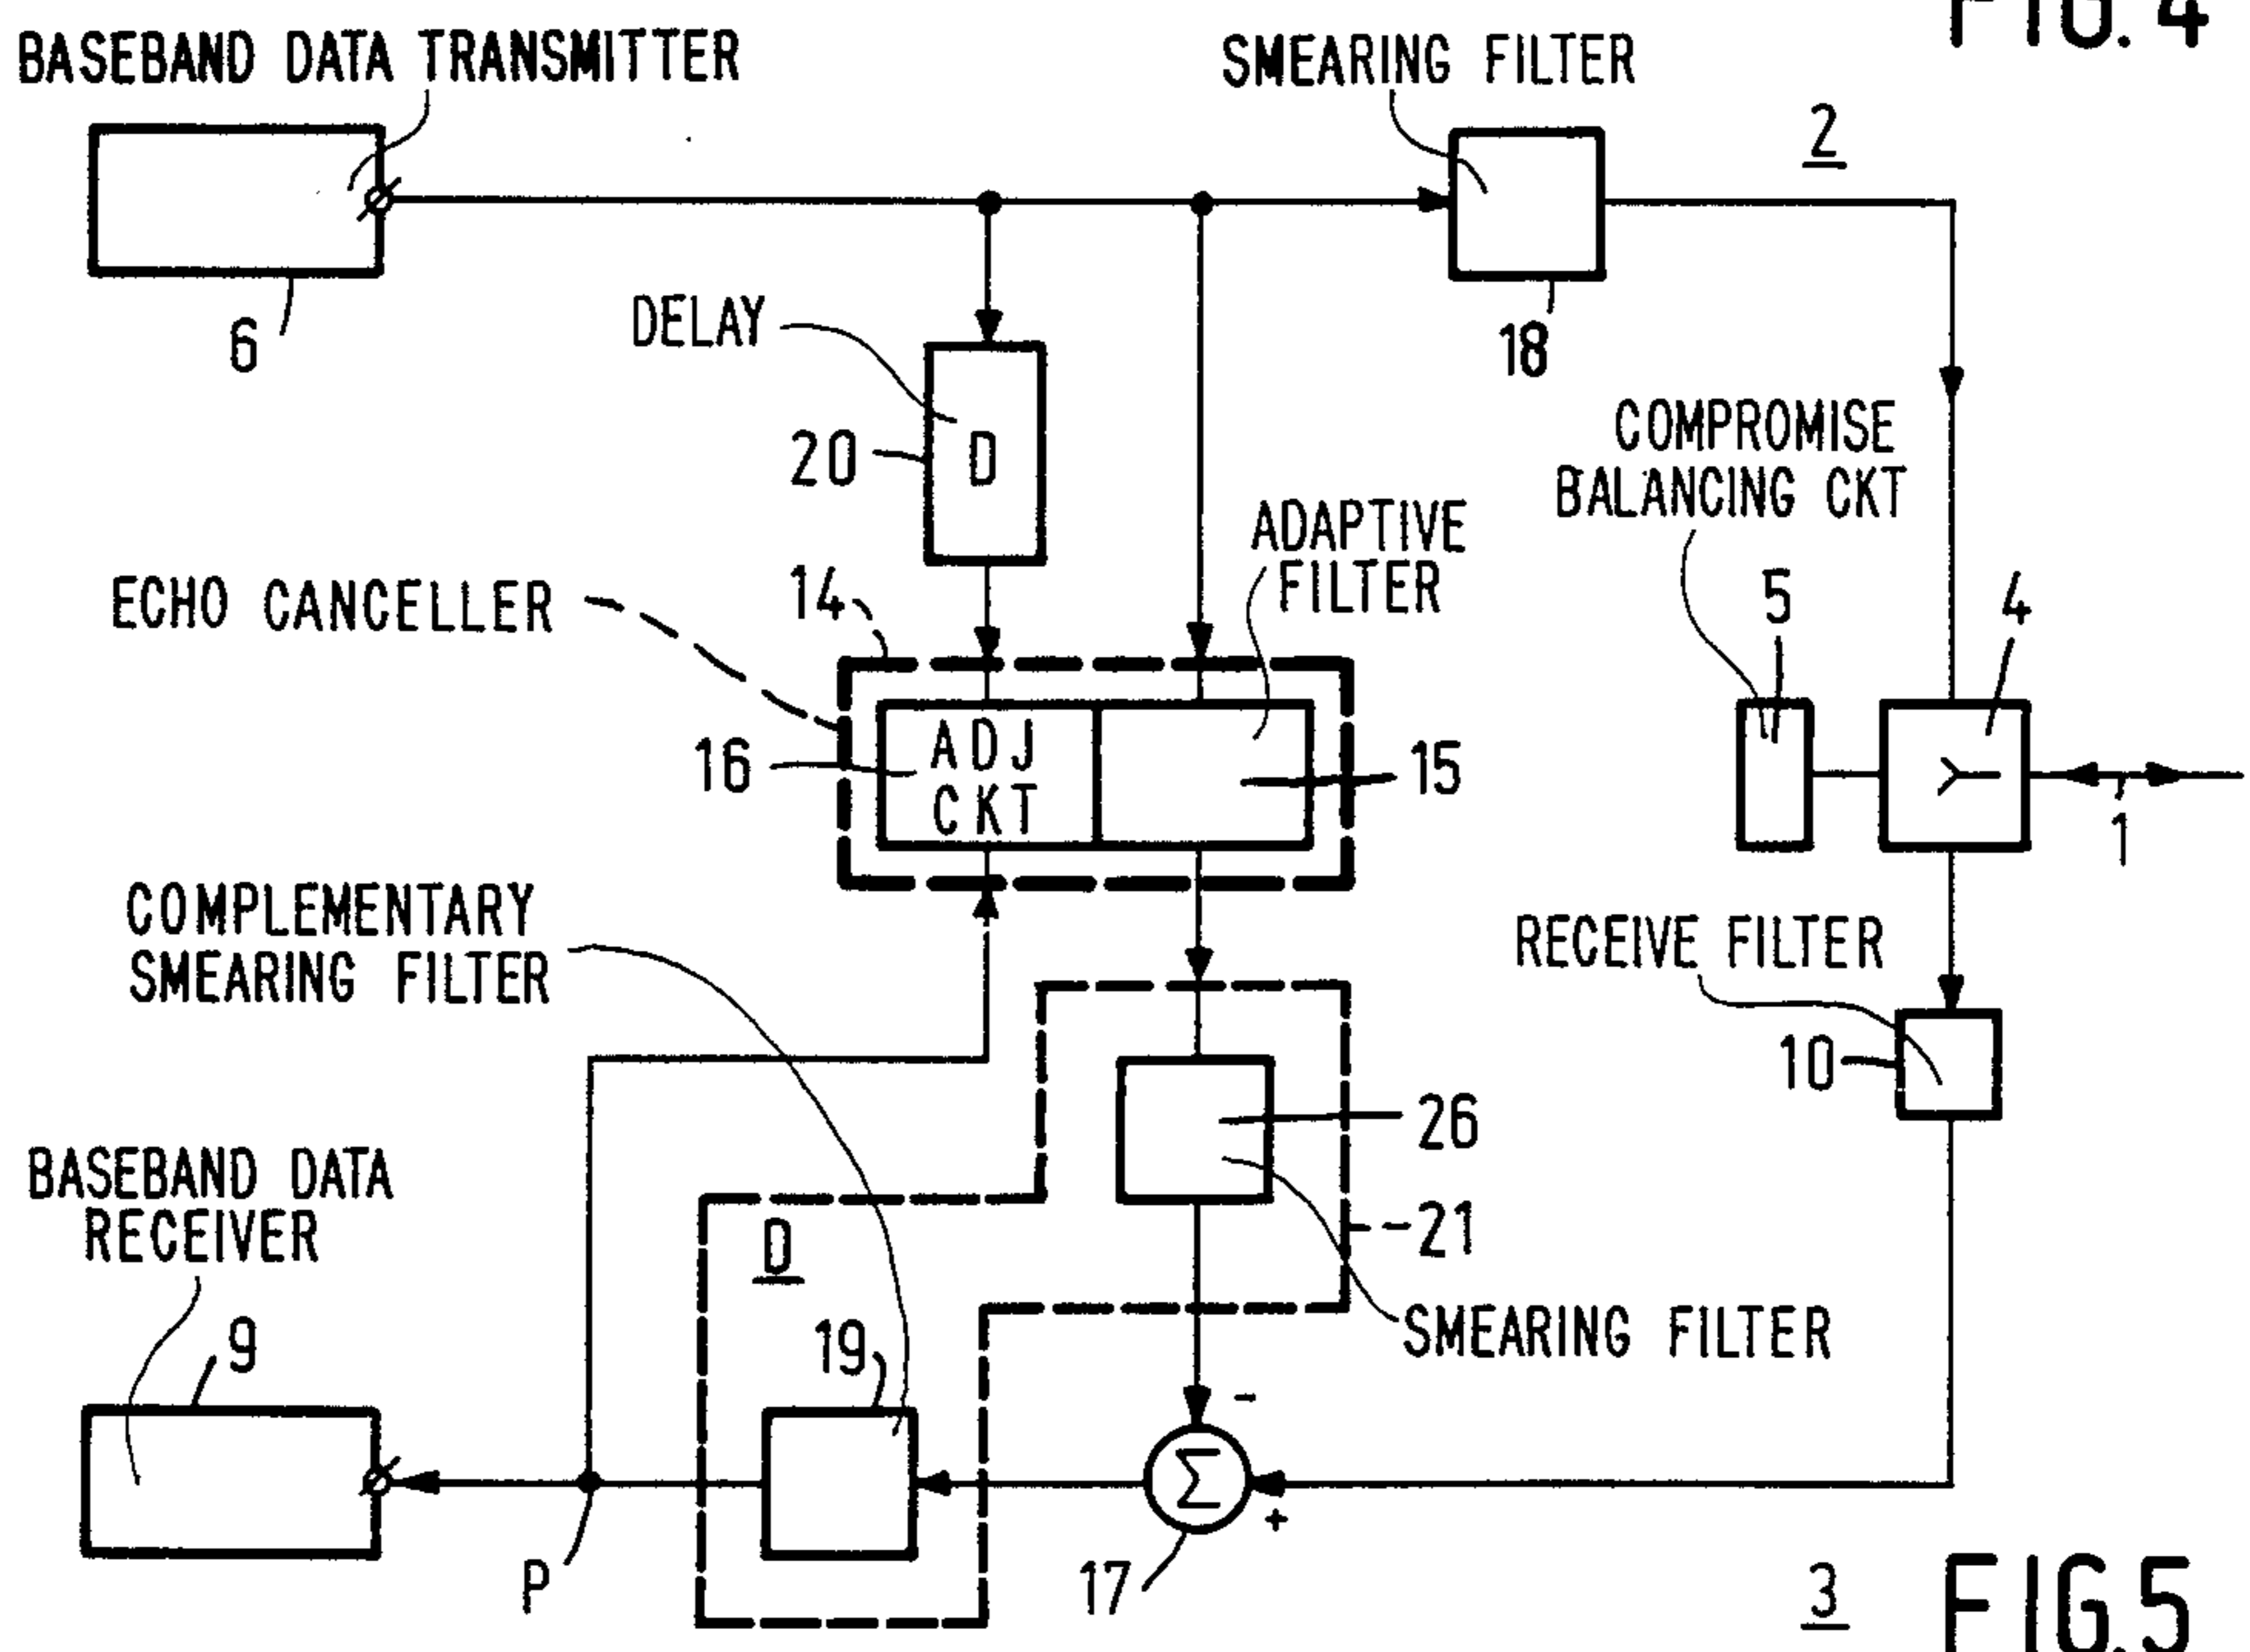 FIG. 4
BASEBAND DATA TRANSMITTER
SMEARING FILTER
2
6
DELAY
18
20
D
COMPROMISE
BALANCING CKT
ADAPTIVE
FILTER
ECHO CANCELLER
14
5
4
16
ADJ
CKT
15
1
COMPLEMENTARY
SMEARING FILTER
RECEIVE FILTER
10
26
BASEBAND DATA
RECEIVER
D
21
SMEARING FILTER
9
19
-
Σ
+
P
17
3
FIG. 5